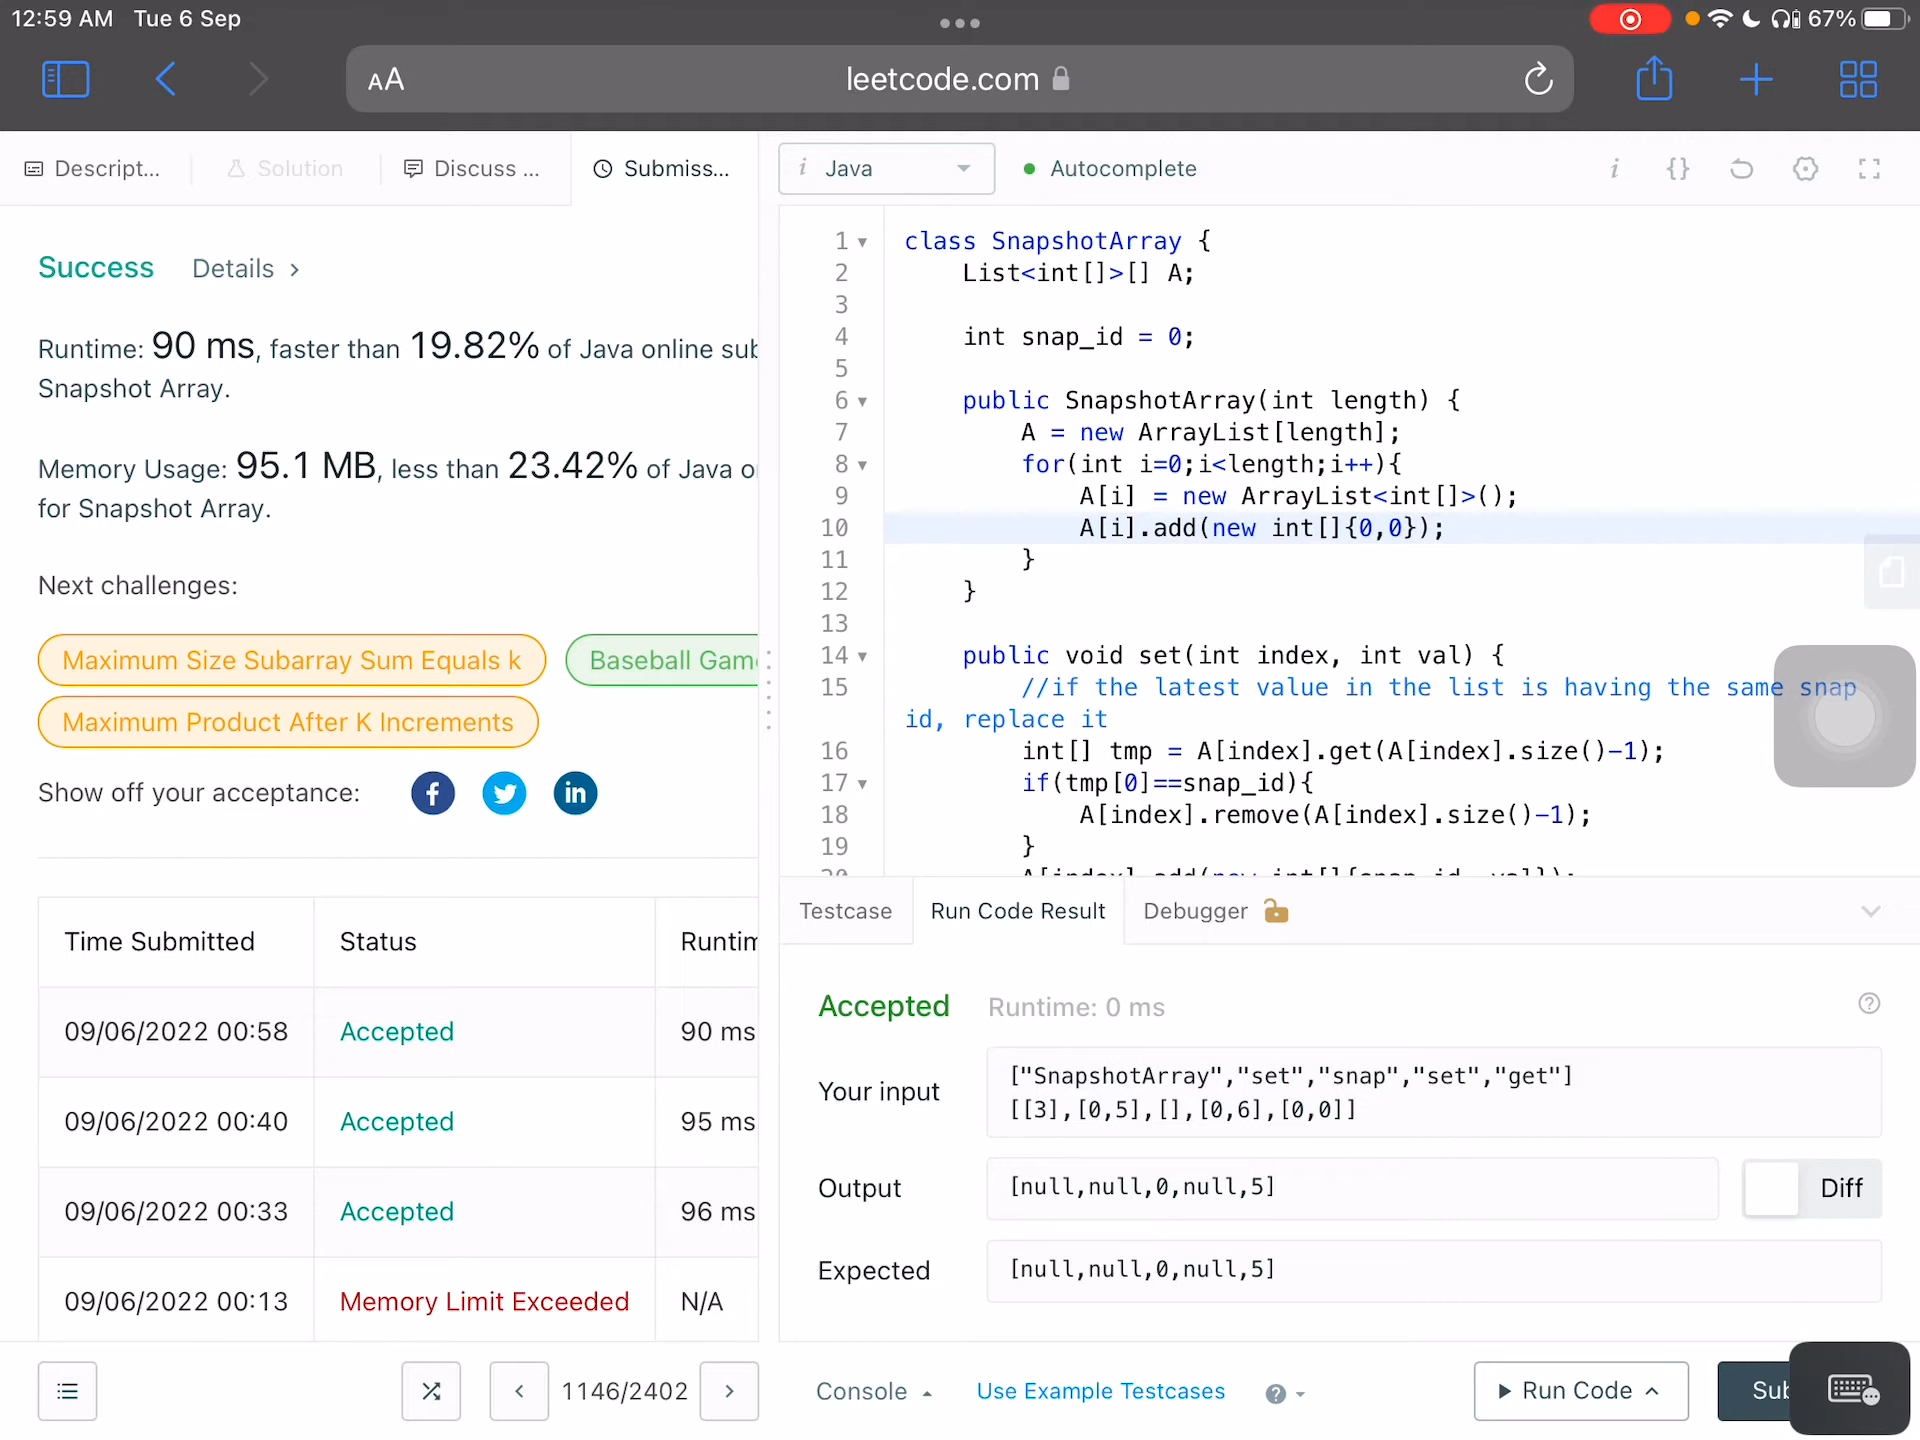 12:59 AM Tue 6 Sep
67%
AA
leetcode.com
Descript...
Solution
Discuss ...
Submiss...
i Java
Autocomplete
i {}
Success Details >
Runtime: 90 ms, faster than 19.82% of Java online
Snapshot Array.
Memory Usage: 95.1 MB, less than 23.42% of Java
for Snapshot Array.
Next challenges:
Maximum Size Subarray Sum Equals k
Baseball
Maximum Product After K Increments
Show off your acceptance:
f
in
Time Submitted Status
09/06/2022 00:58 Accepted 90 ms
09/06/2022 00:40 Accepted 95 ms
09/06/2022 00:33 Accepted 96 ms
09/06/2022 00:13 Memory Limit Exceeded N/A
1146/2402
1 class SnapshotArray {
2 List<int[]>[] A;
3
4 int snap_id = 0;
5
6 public SnapshotArray(int length) {
7 A = new ArrayList[length];
8 for(int i=0;i<length;i++){
9 A[i] = new ArrayList<int[]>();
10 A[i].add(new int[]{0,0});
11 }
12 }
13
14 public void set(int index, int val) {
15 //if the latest value in the list is having the same snap
id, replace it
16 int[] tmp = A[index].get(A[index].size()-1);
17 if(tmp[0]==snap_id){
18 A[index].remove(A[index].size()-1);
19 }
Testcase
Run Code Result
Debugger
Accepted Runtime: 0 ms
Your input
["SnapshotArray","set","snap","set","get"]
[[3],[0,5],[],[0,6],[0,0]]
Output
[null,null,0,null,5]
Diff
Expected
[null,null,0,null,5]
Console
Use Example Testcases
Run Code